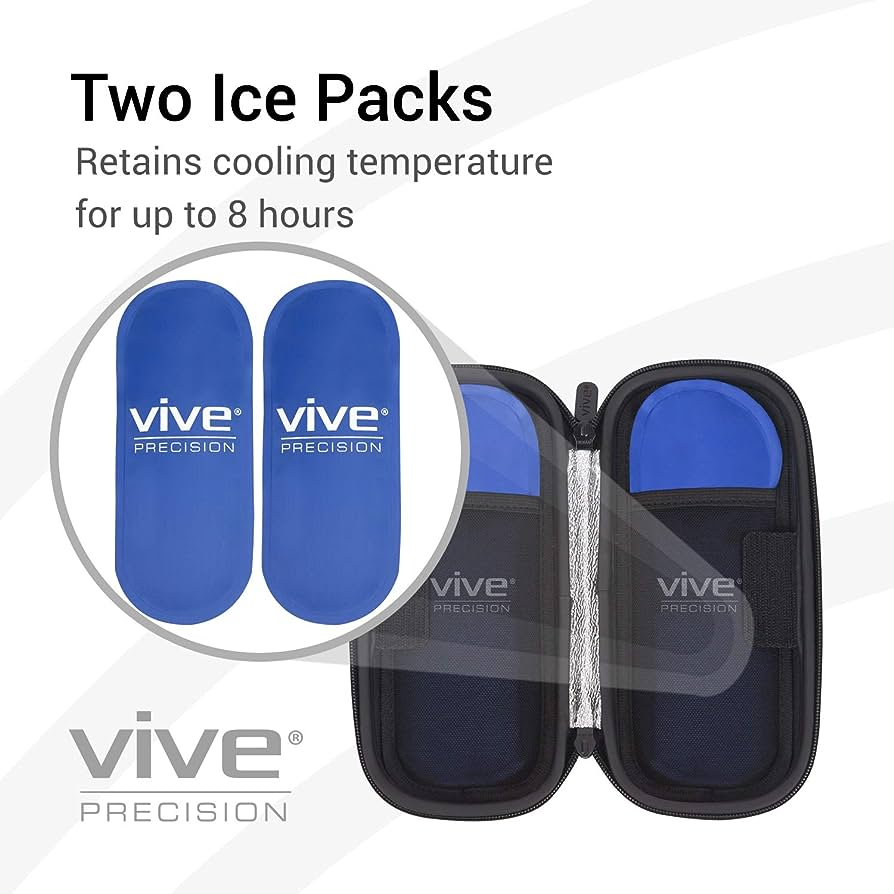 Two Ice Packs
Retains cooling temperature
for up to 8 hours
vive®
PRECISION
vive®
PRECISION
vive
vive®
PRECISION
vive®
PRECISION
vive®
PRECISION